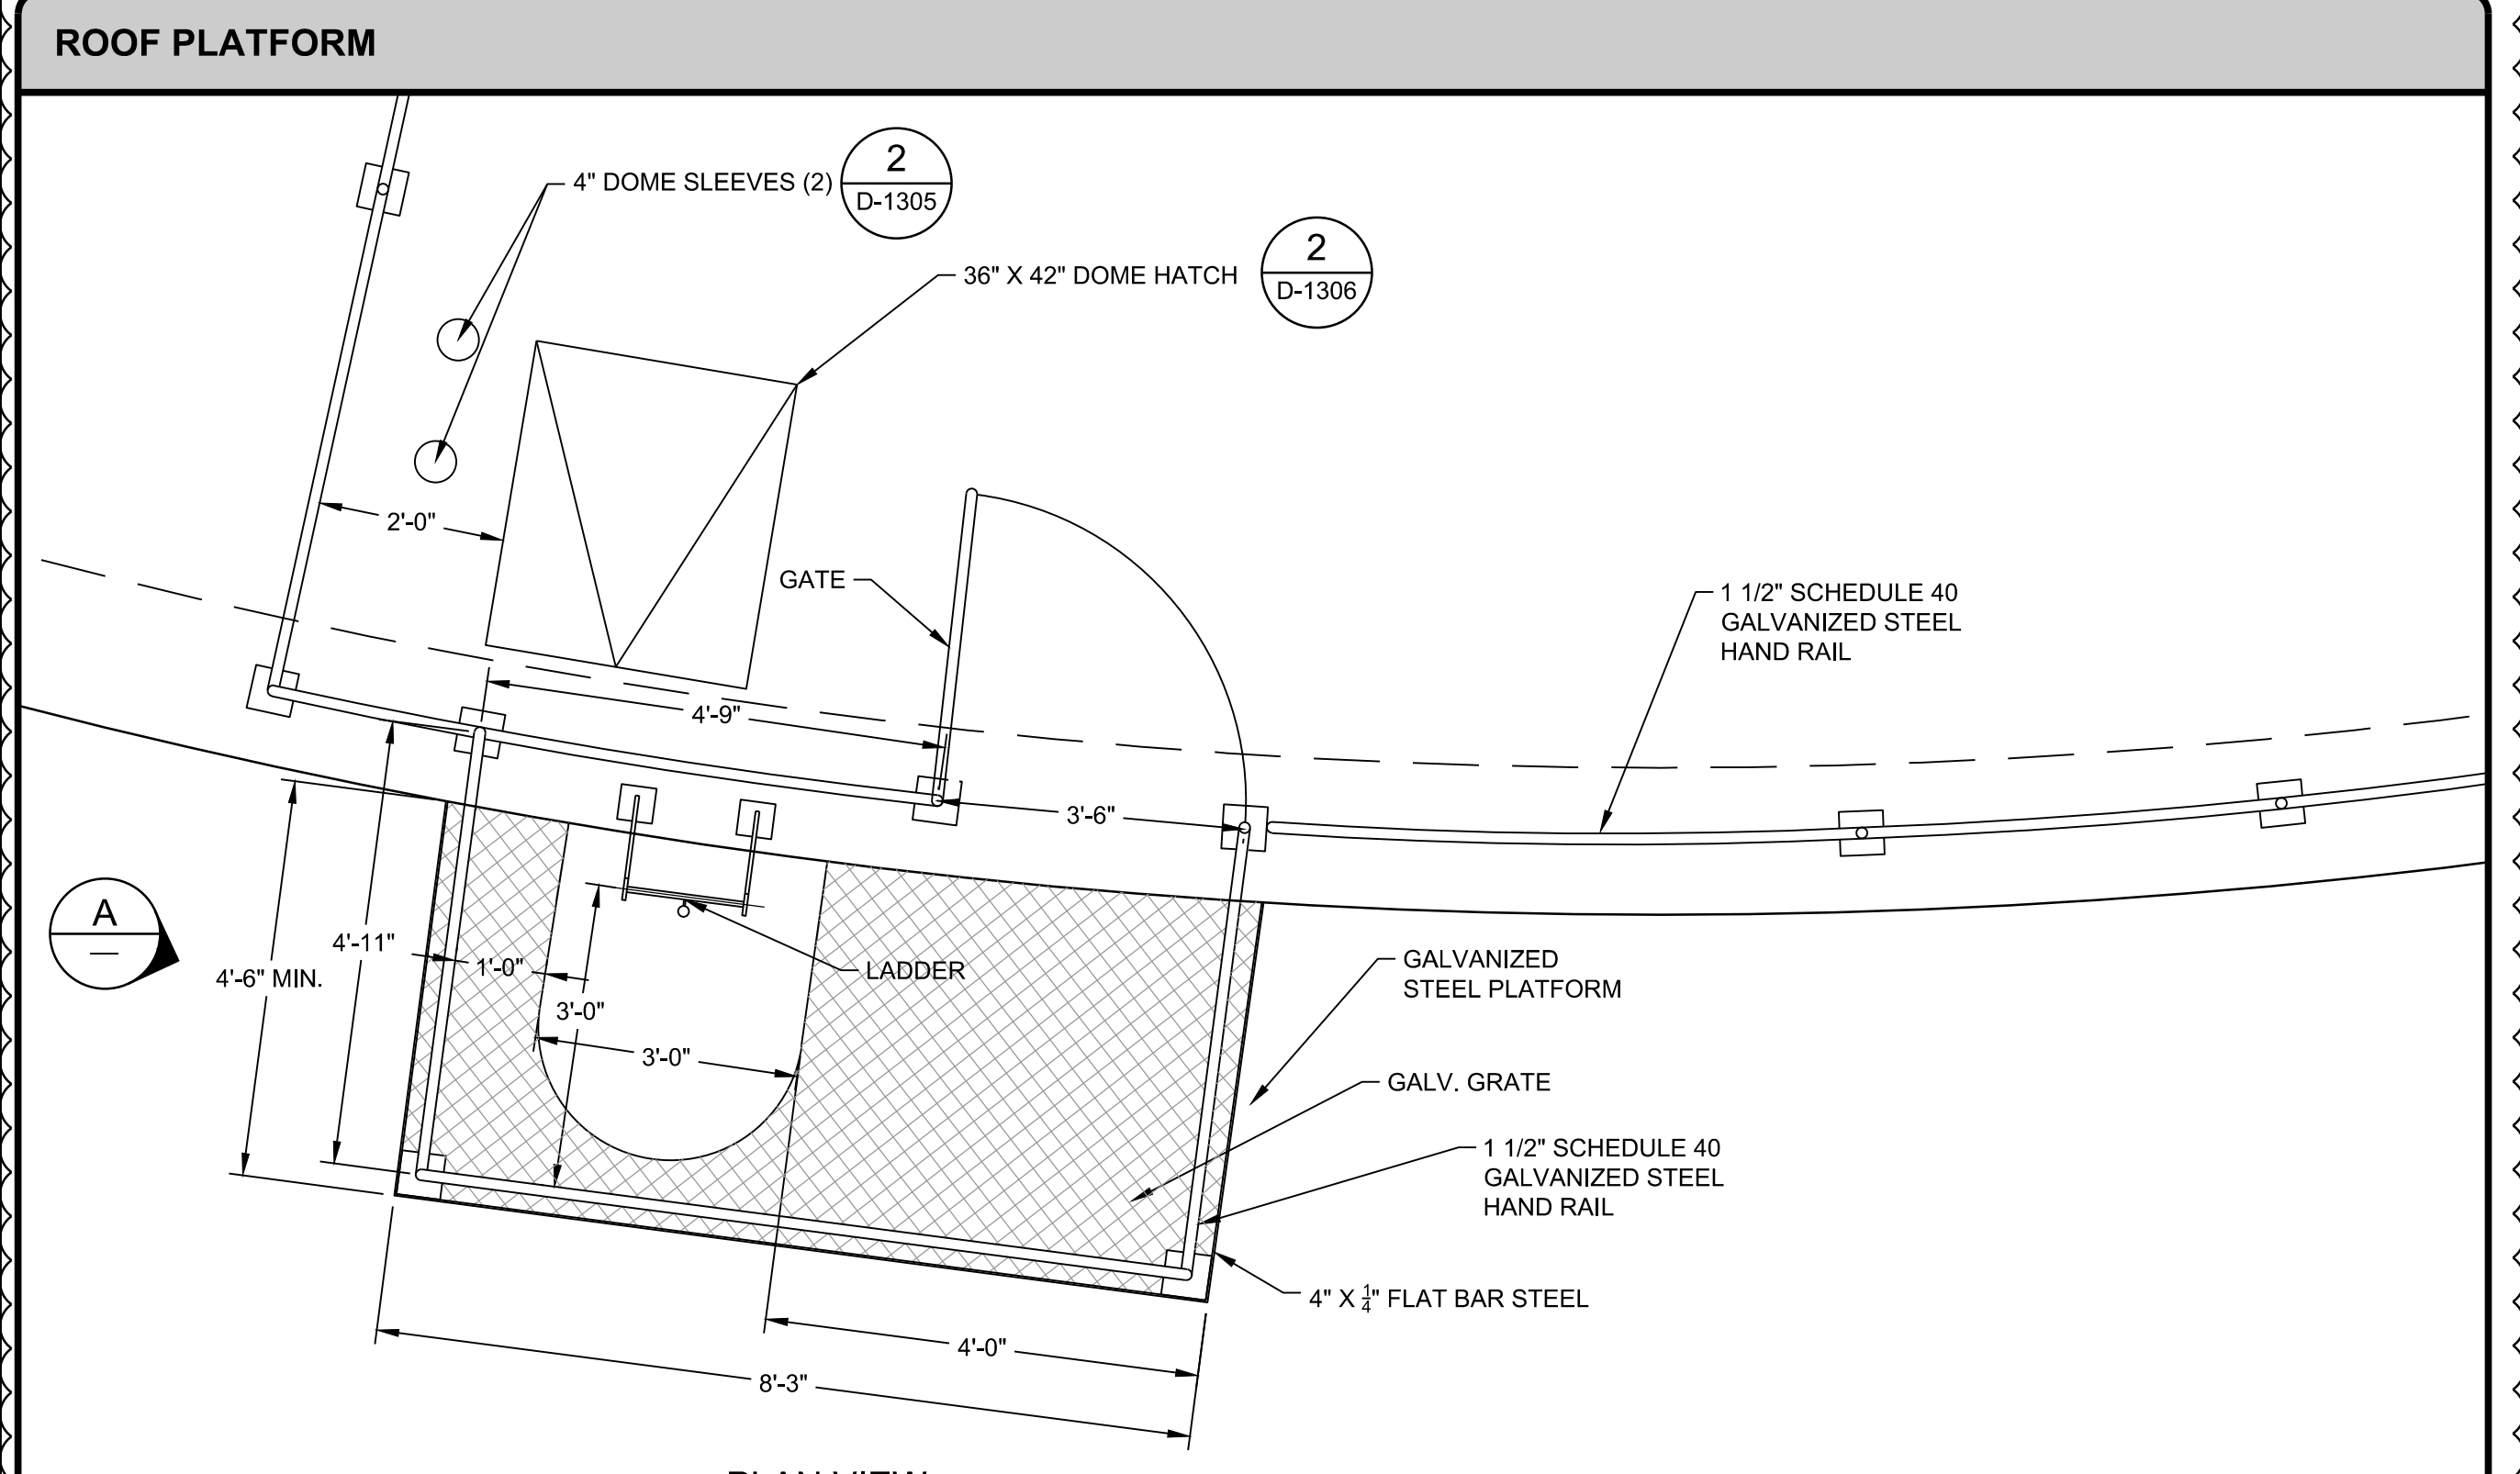 ROOF PLATFORM
4" DOME SLEEVES (2)
2
D-1305
36" X 42" DOME HATCH
2
D-1306
2'-0"
GATE
1 1/2" SCHEDULE 40
GALVANIZED STEEL
HAND RAIL
4'-9"
3'-6"
A
—
4'-6" MIN.
4'-11"
1'-0"
LADDER
3'-0"
3'-0"
GALVANIZED
STEEL PLATFORM
GALV. GRATE
1 1/2" SCHEDULE 40
GALVANIZED STEEL
HAND RAIL
4" X 1/4" FLAT BAR STEEL
4'-0"
8'-3"
PLAN VIEW